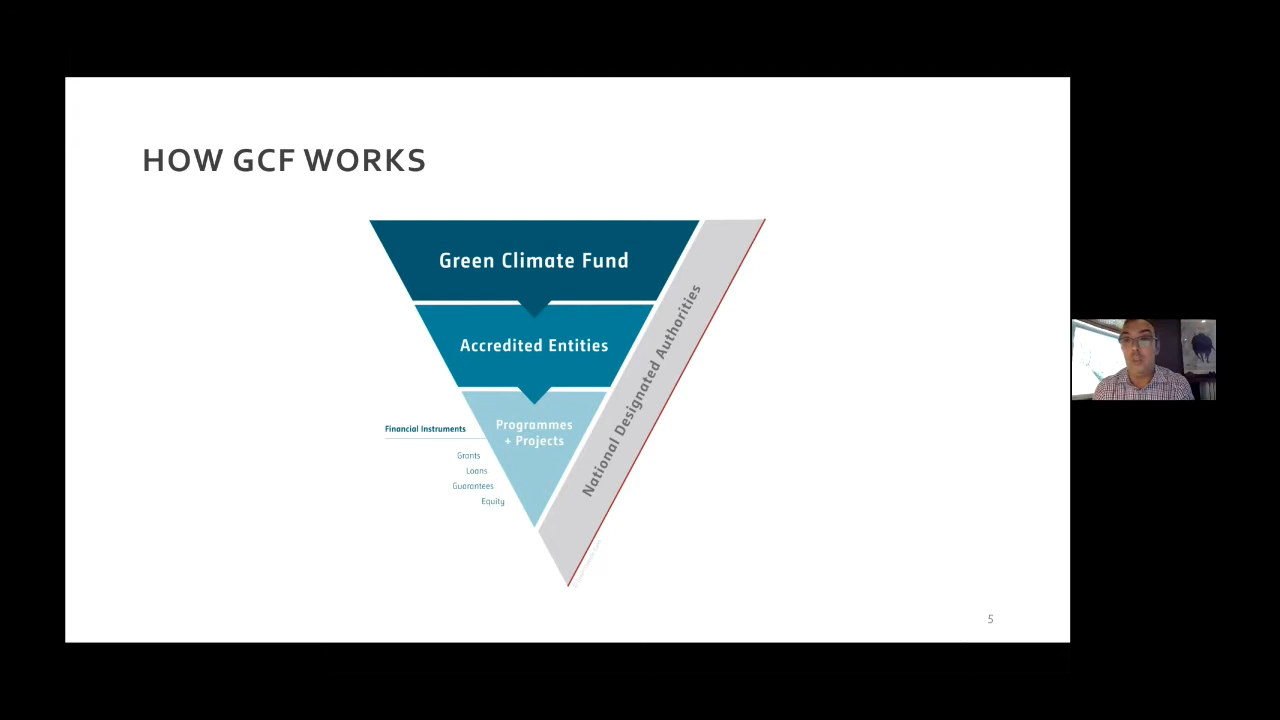 HOW GCF WORKS
Green Climate Fund
Accredited Entities
Programmes
+ Projects
National Designated Authorities
Financial Instruments
Grants
Loans
Guarantees
Equity
5